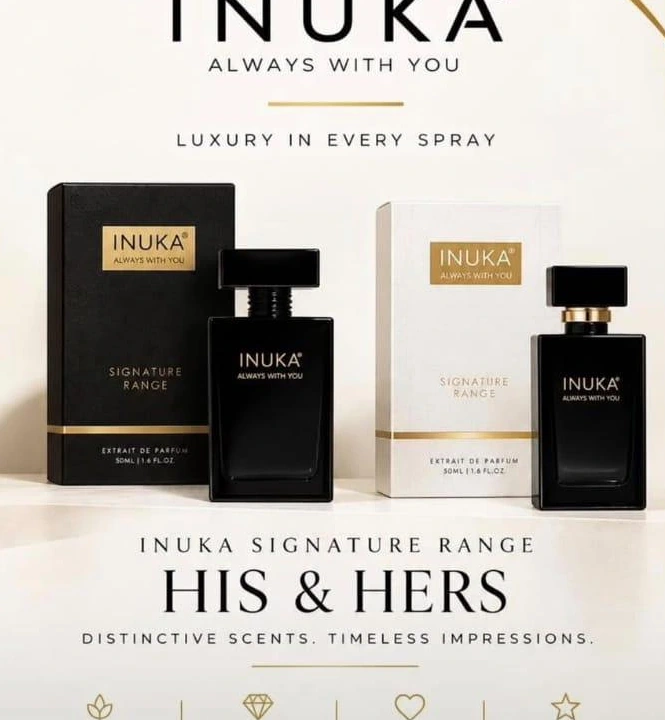 INUKA
ALWAYS WITH YOU
LUXURY IN EVERY SPRAY
INUKA®
ALWAYS WITH YOU
SIGNATURE
RANGE
EXTRAIT DE PARFUM
50ML | 1.6 FL.OZ.
INUKA®
ALWAYS WITH YOU
INUKA®
ALWAYS WITH YOU
SIGNATURE
RANGE
EXTRAIT DE PARFUM
50ML | 1.6 FL.OZ.
INUKA®
ALWAYS WITH YOU
INUKA SIGNATURE RANGE
HIS & HERS
DISTINCTIVE SCENTS. TIMELESS IMPRESSIONS.